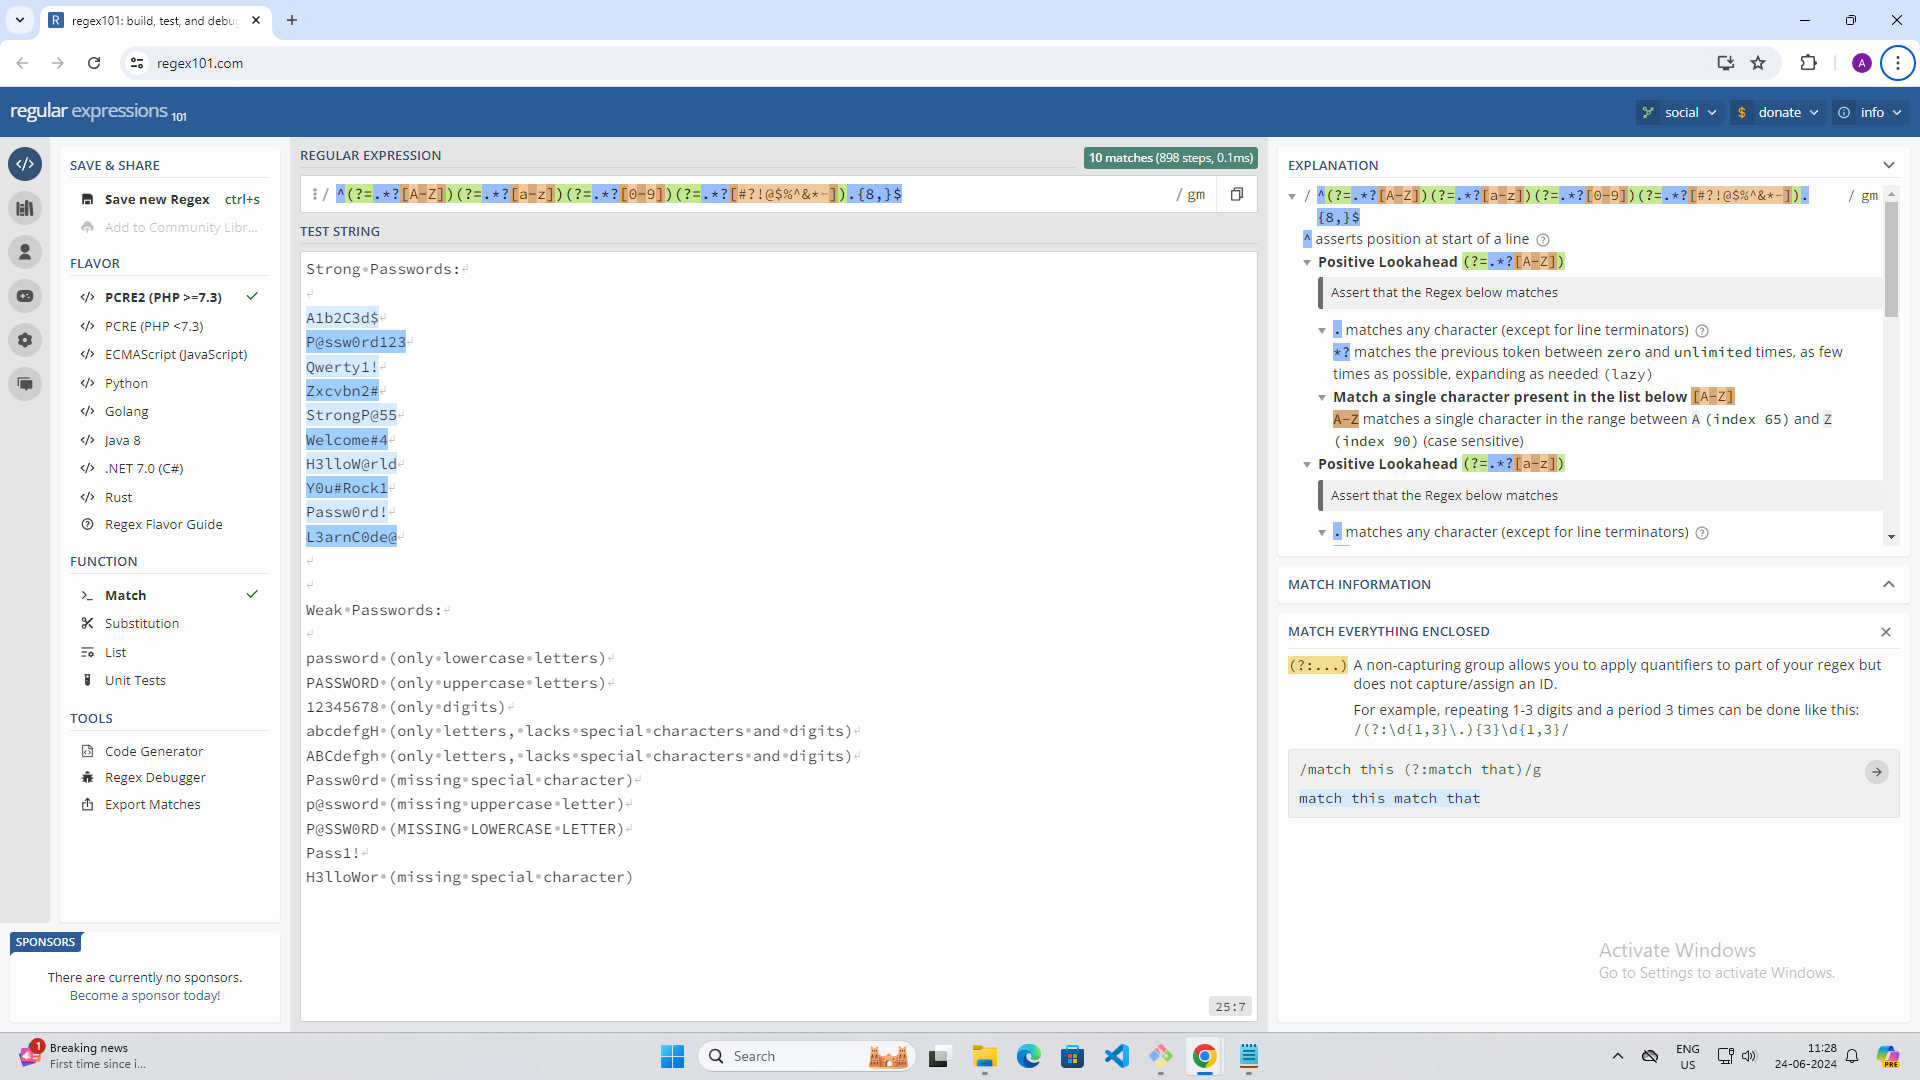 regex101: build, test, and debu
regex101.com
A
regular expressions 101
social
donate
info
SAVE & SHARE
Save new Regex ctrl+s
Add to Community Libr...
FLAVOR
PCRE2 (PHP >=7.3)
PCRE (PHP <7.3)
ECMAScript (JavaScript)
Python
Golang
Java 8
.NET 7.0 (C#)
Rust
Regex Flavor Guide
FUNCTION
Match
Substitution
List
Unit Tests
TOOLS
Code Generator
Regex Debugger
Export Matches
SPONSORS
There are currently no sponsors.
Become a sponsor today!
REGULAR EXPRESSION
10 matches (898 steps, 0.1ms)
/ ^(?=.*?[A-Z])(?=.*?[a-z])(?=.*?[0-9])(?=.*?[#?!@$%^&*-]).{8,}$ / gm
TEST STRING
Strong Passwords:
A1b2C3d$
P@ssw0rd123
Qwerty1!
Zxcvbn2#
StrongP@55
Welcome#4
H3lloW@rld
Y0u#Rock1
Passw0rd!
L3arnC0de@
Weak Passwords:
password (only lowercase letters)
PASSWORD (only uppercase letters)
12345678 (only digits)
abcdefgH (only letters, lacks special characters and digits)
ABCdefgh (only letters, lacks special characters and digits)
Passw0rd (missing special character)
p@ssword (missing uppercase letter)
P@SSW0RD (MISSING LOWERCASE LETTER)
Pass1!
H3lloWor (missing special character)
25:7
EXPLANATION
/ ^(?=.*?[A-Z])(?=.*?[a-z])(?=.*?[0-9])(?=.*?[#?!@$%^&*-]). / gm
{8,}$
^ asserts position at start of a line
Positive Lookahead (?=.*?[A-Z])
Assert that the Regex below matches
. matches any character (except for line terminators)
*? matches the previous token between zero and unlimited times, as few
times as possible, expanding as needed (lazy)
Match a single character present in the list below [A-Z]
A-Z matches a single character in the range between A (index 65) and Z
(index 90) (case sensitive)
Positive Lookahead (?=.*?[a-z])
Assert that the Regex below matches
. matches any character (except for line terminators)
MATCH INFORMATION
MATCH EVERYTHING ENCLOSED
(?:...) A non-capturing group allows you to apply quantifiers to part of your regex but
does not capture/assign an ID.
For example, repeating 1-3 digits and a period 3 times can be done like this:
/(?:\d{1,3}\.){3}\d{1,3}/
/match this (?:match that)/g
match this match that
Activate Windows
Go to Settings to activate Windows.
1
Breaking news
First time since i...
Search
ENG
US
11:28
24-06-2024
PRE